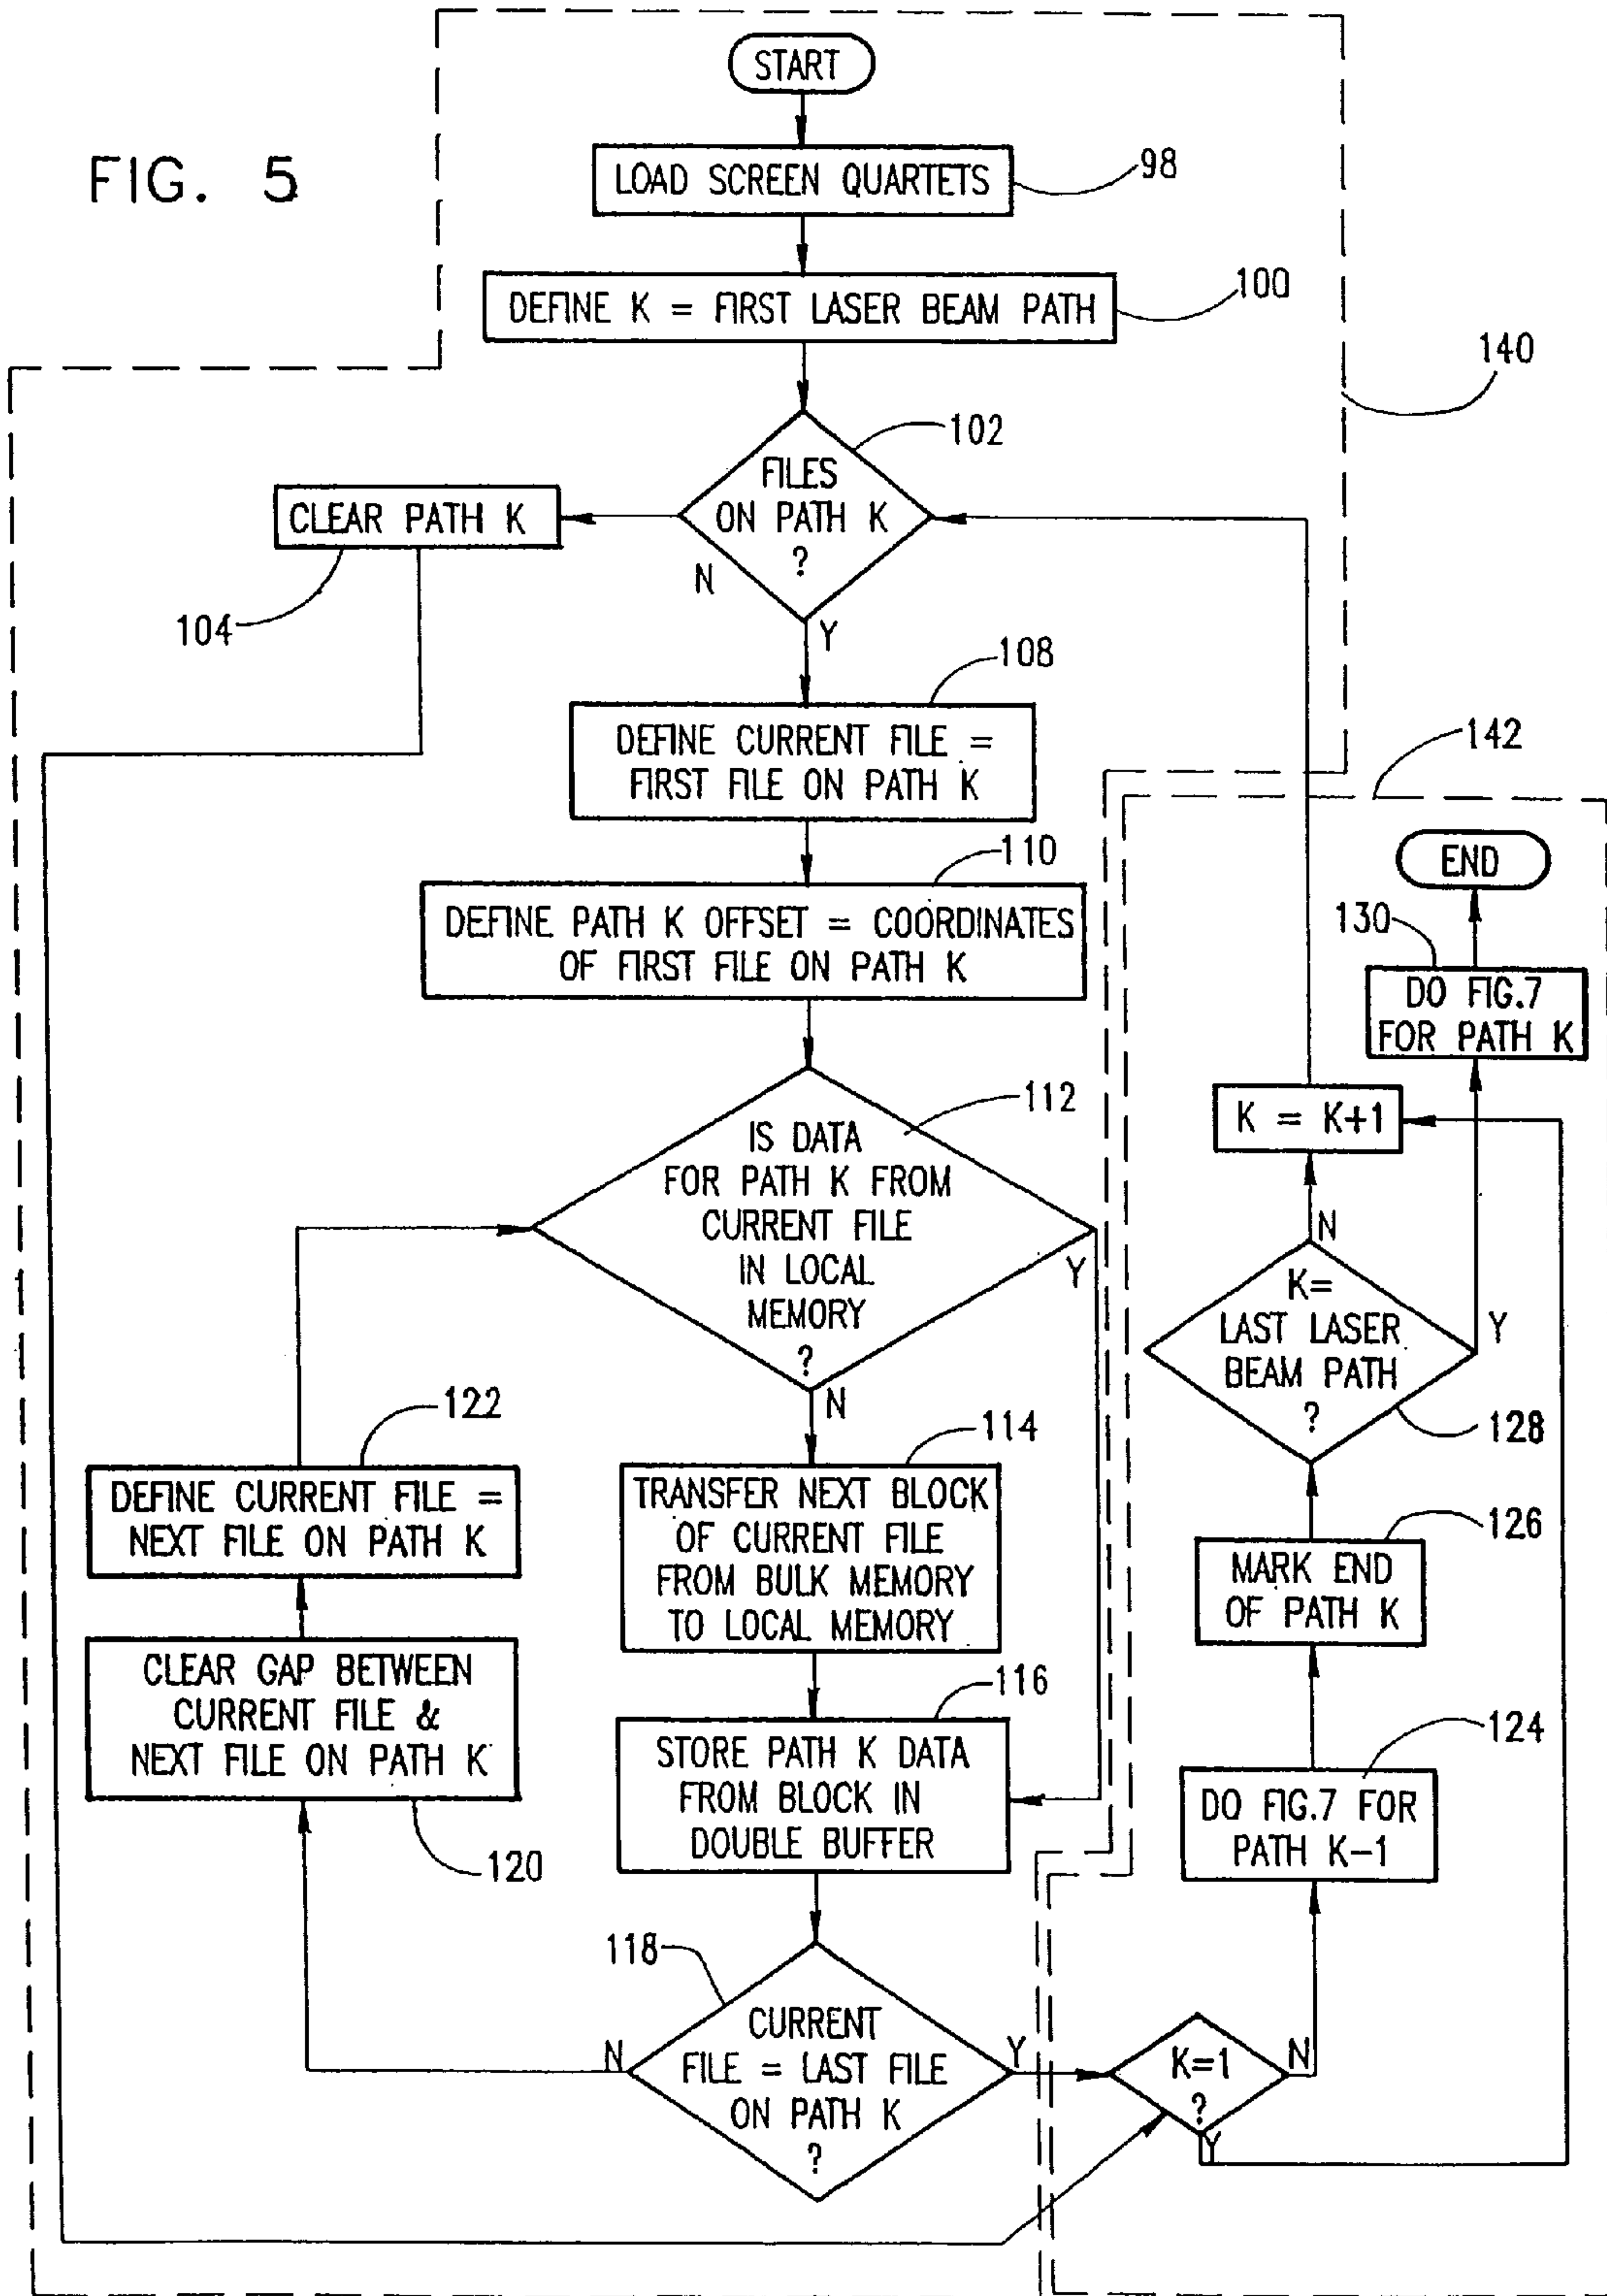 FIG. 5
START
LOAD SCREEN QUARTETS
98
DEFINE K = FIRST LASER BEAM PATH
100
140
102
FILES
ON PATH K
?
N
Y
CLEAR PATH K
104
108
DEFINE CURRENT FILE =
FIRST FILE ON PATH K
142
110
DEFINE PATH K OFFSET = COORDINATES
OF FIRST FILE ON PATH K
END
130
DO FIG.7
FOR PATH K
112
IS DATA
FOR PATH K FROM
CURRENT FILE
IN LOCAL
MEMORY
?
Y
N
K = K+1
N
K=
LAST LASER
BEAM PATH
?
Y
128
122
DEFINE CURRENT FILE =
NEXT FILE ON PATH K
114
TRANSFER NEXT BLOCK
OF CURRENT FILE
FROM BULK MEMORY
TO LOCAL MEMORY
126
MARK END
OF PATH K
CLEAR GAP BETWEEN
CURRENT FILE &
NEXT FILE ON PATH K
120
116
STORE PATH K DATA
FROM BLOCK IN
DOUBLE BUFFER
124
DO FIG.7 FOR
PATH K-1
118
CURRENT
FILE = LAST FILE
ON PATH K
?
N
Y
K=1
?
N
Y